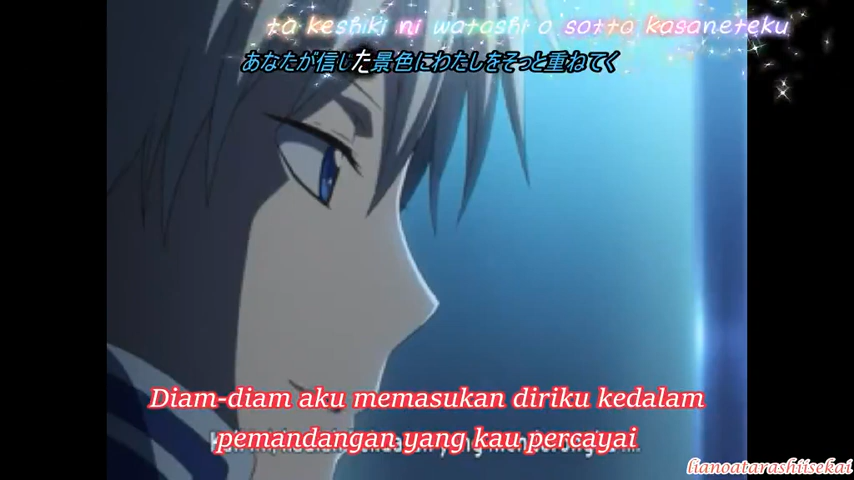 ta keshiki ni watashi o sotto kasaneteku
あなたが信じた景色にわたしをそっと重ねてく
Diam-diam aku memasukan diriku kedalam
pemandangan yang kau percayai
lianoatarashiisekai